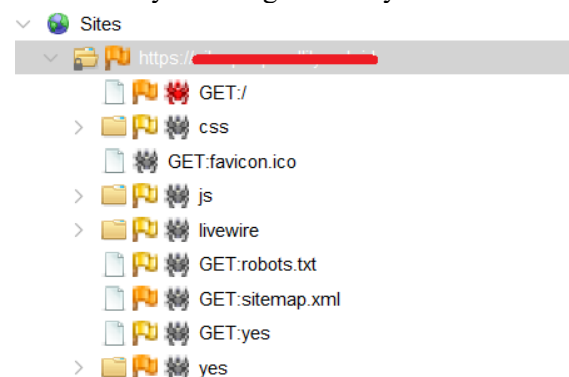 Sites
https://
GET:/
css
GET:favicon.ico
js
livewire
GET:robots.txt
GET:sitemap.xml
GET:yes
yes